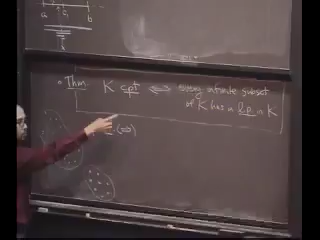 a b
Thm K cpt ⟺ every infinite subset
of K has a l.p. in K
(⇒)